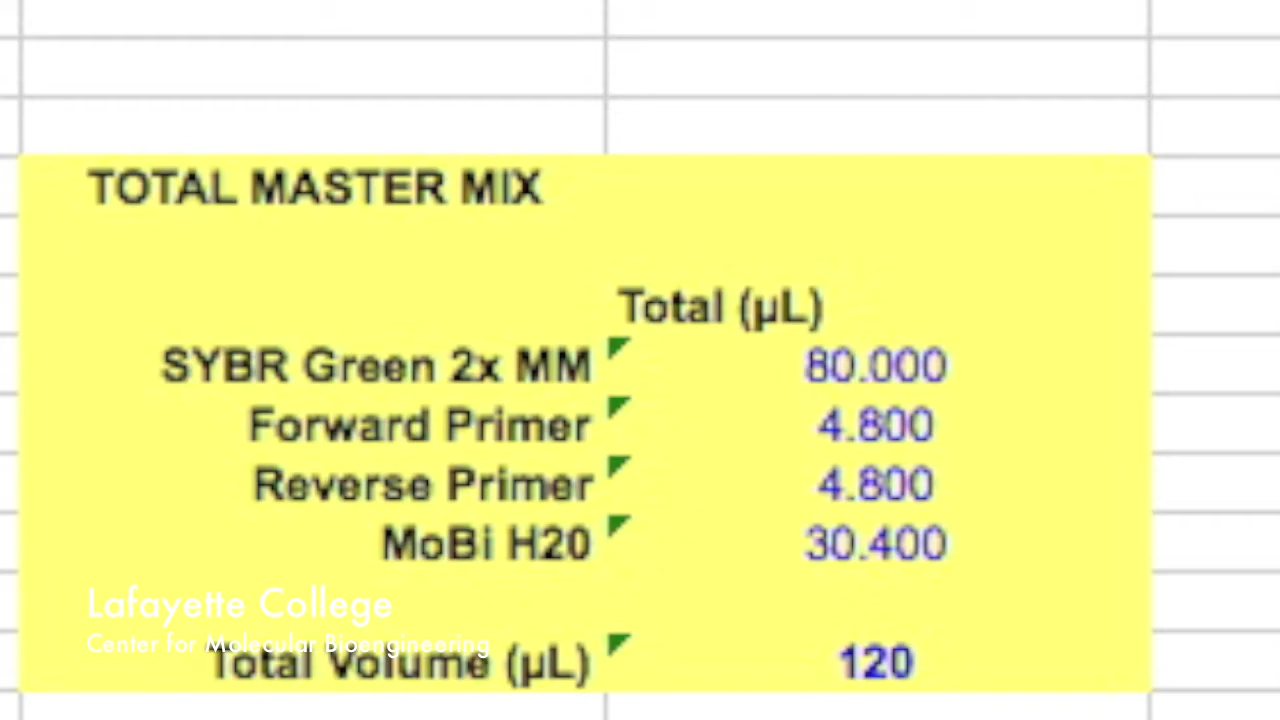 TOTAL MASTER MIX
Total (µL)
SYBR Green 2x MM 80.000
Forward Primer 4.800
Reverse Primer 4.800
MoBi H20 30.400
Lafayette College
Center for Molecular Bioengineering
Total Volume (µL) 120